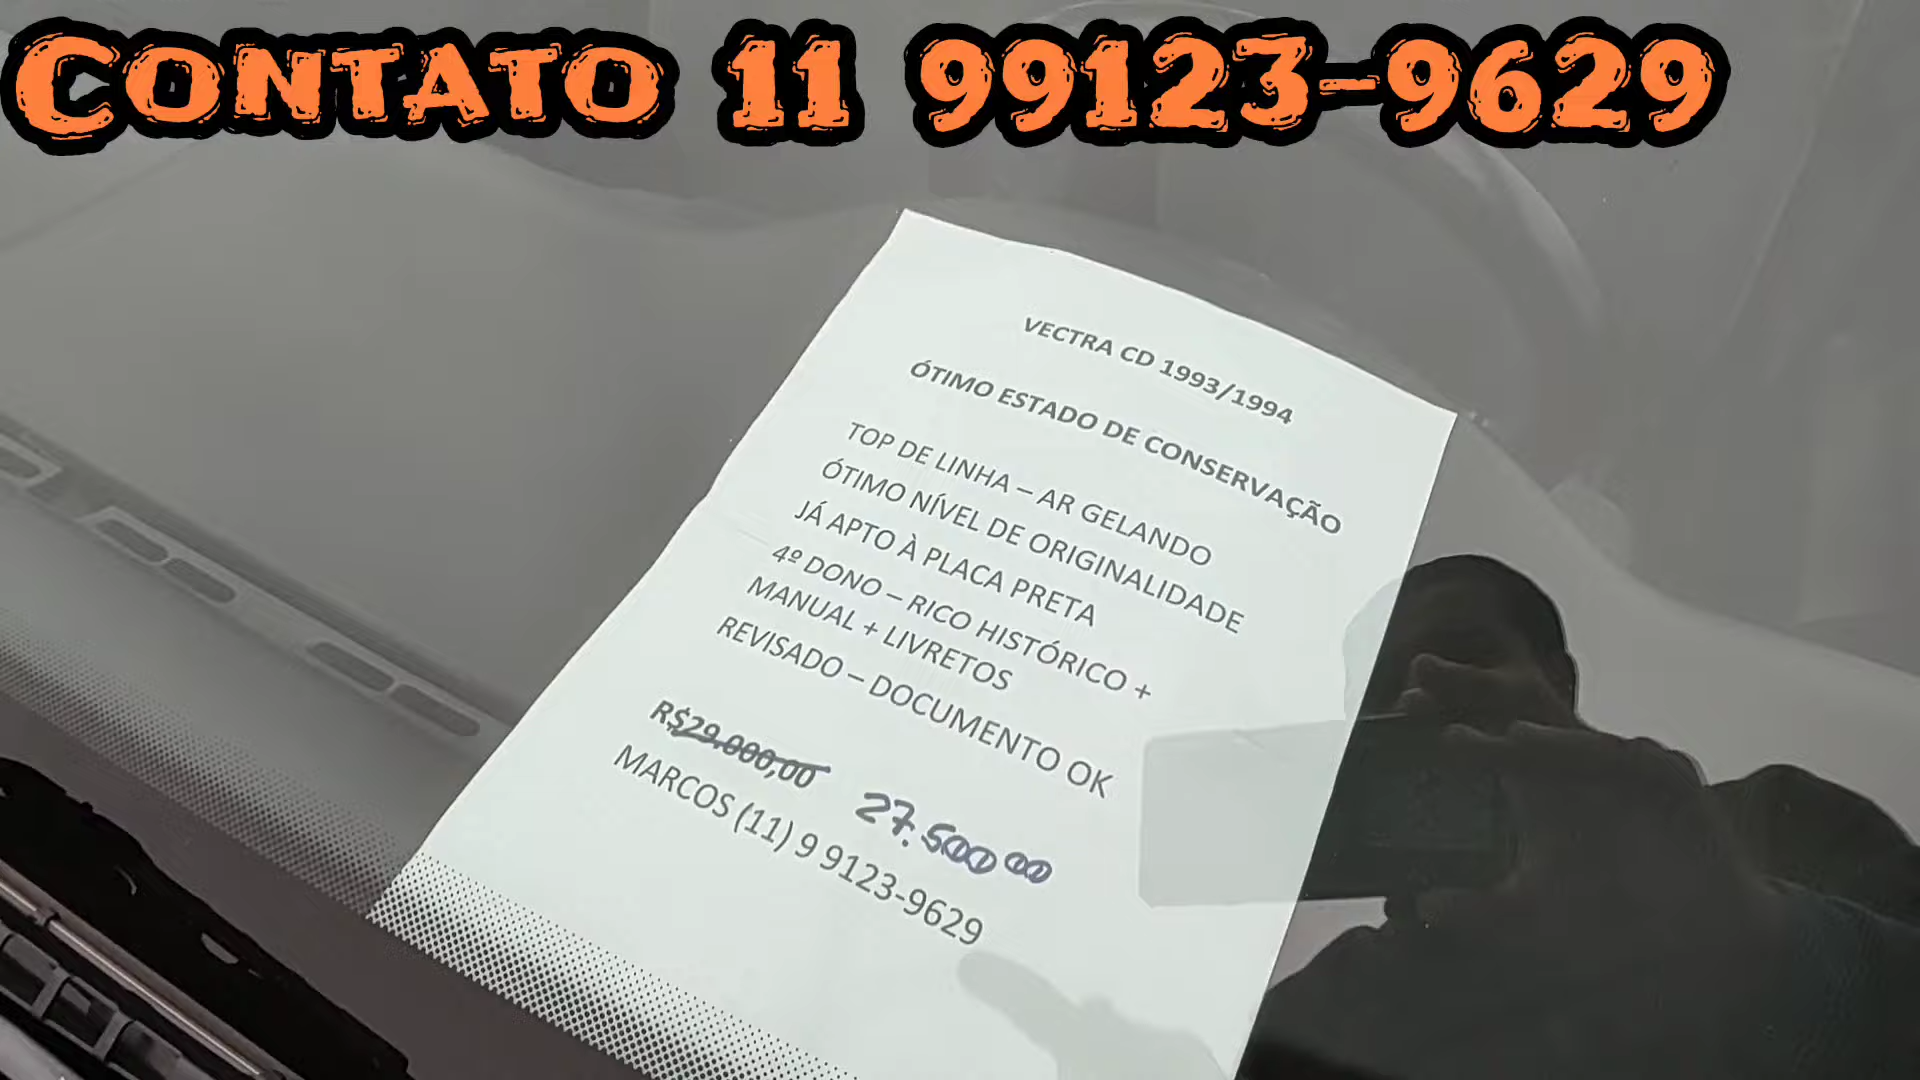 CONTATO 11 99123-9629
VECTRA CD 1993/1994
ÓTIMO ESTADO DE CONSERVAÇÃO
TOP DE LINHA – AR GELANDO
ÓTIMO NÍVEL DE ORIGINALIDADE
JÁ APTO À PLACA PRETA
4º DONO – RICO HISTÓRICO +
MANUAL + LIVRETOS
REVISADO – DOCUMENTO OK
R$29.000,00 27.500,00
MARCOS (11) 9 9123-9629